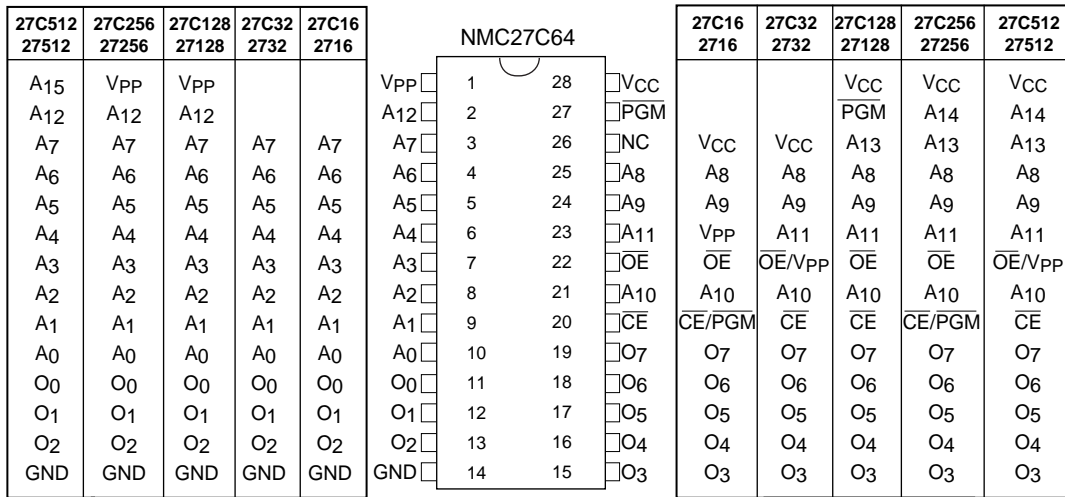 27C512 27C256 27C128 27C32 27C16 NMC27C64 27C16 27C32 27C128 27C256 27C512
27512 27256 27128 2732 2716 2716 2732 27128 27256 27512
A15 VPP VPP VPP 1 28 VCC VCC VCC VCC
A12 A12 A12 A12 2 27 PGM PGM A14 A14
A7 A7 A7 A7 A7 A7 3 26 NC VCC VCC A13 A13 A13
A6 A6 A6 A6 A6 A6 4 25 A8 A8 A8 A8 A8 A8
A5 A5 A5 A5 A5 A5 5 24 A9 A9 A9 A9 A9 A9
A4 A4 A4 A4 A4 A4 6 23 A11 VPP A11 A11 A11 A11
A3 A3 A3 A3 A3 A3 7 22 OE OE OE/VPP OE OE OE/VPP
A2 A2 A2 A2 A2 A2 8 21 A10 A10 A10 A10 A10 A10
A1 A1 A1 A1 A1 A1 9 20 CE CE/PGM CE CE CE/PGM CE
A0 A0 A0 A0 A0 A0 10 19 O7 O7 O7 O7 O7 O7
O0 O0 O0 O0 O0 O0 11 18 O6 O6 O6 O6 O6 O6
O1 O1 O1 O1 O1 O1 12 17 O5 O5 O5 O5 O5 O5
O2 O2 O2 O2 O2 O2 13 16 O4 O4 O4 O4 O4 O4
GND GND GND GND GND GND 14 15 O3 O3 O3 O3 O3 O3